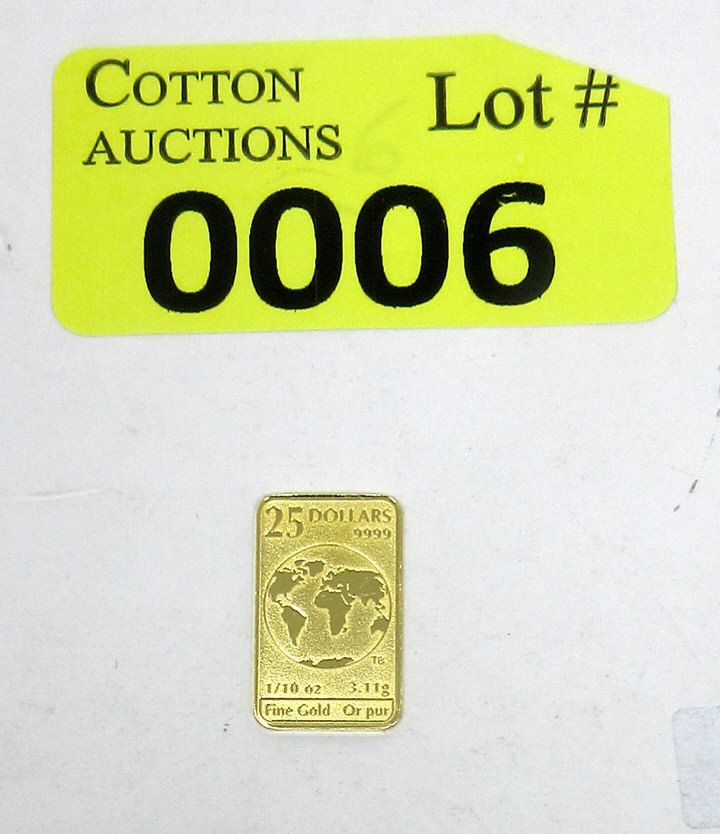 COTTON
AUCTIONS
Lot #
0006
25 DOLLARS
9999
TB
1/10 oz 3.11g
Fine Gold Or pur